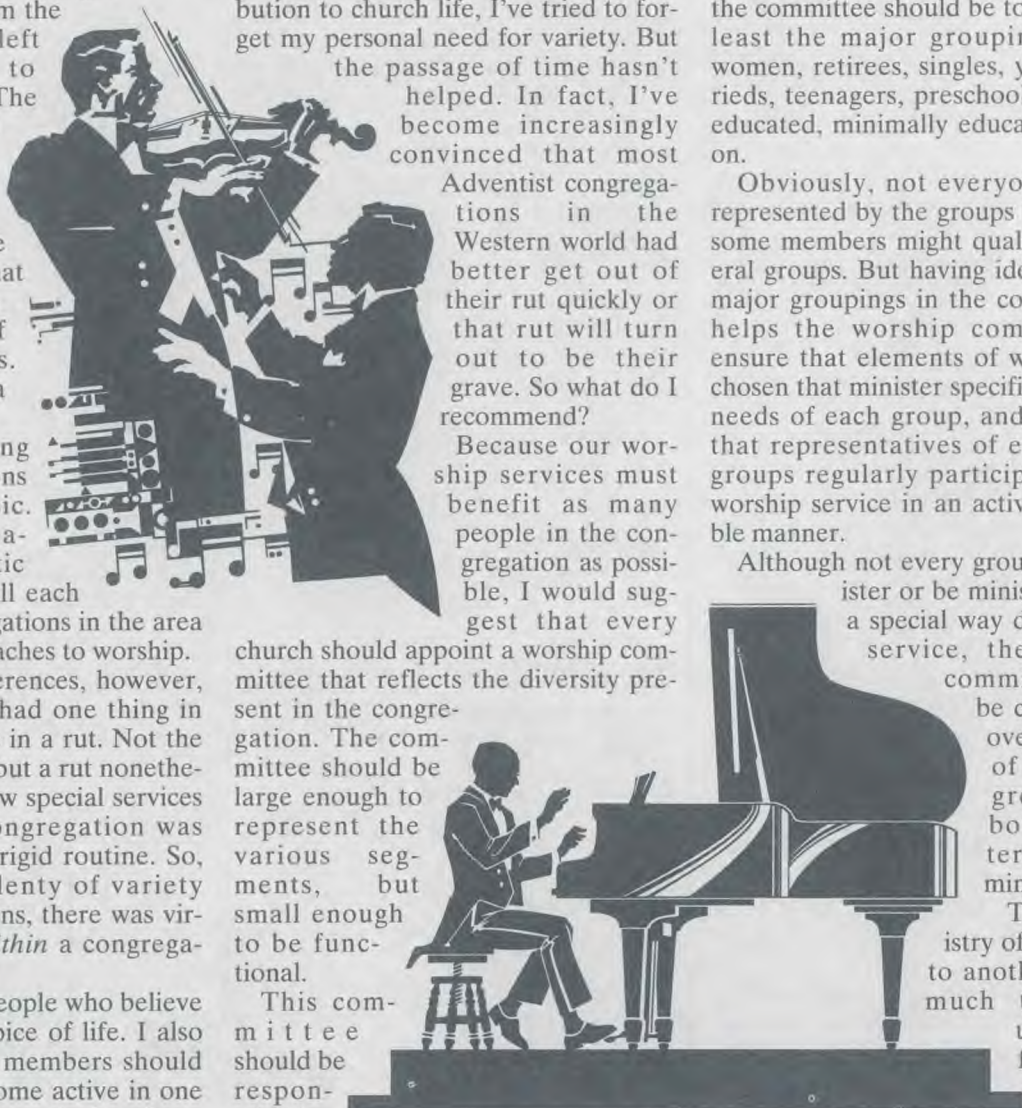 m the
left
to
The
e
at
f
s.
a
ng
ns
ic.
a-
tic
ll each
gations in the area
aches to worship.
erences, however,
had one thing in
in a rut. Not the
but a rut nonethe-
w special services
ongregation was
rigid routine. So,
lenty of variety
ns, there was vir-
ithin a congrega-
eople who believe
pice of life. I also
members should
ome active in one
bution to church life, I've tried to for-
get my personal need for variety. But
the passage of time hasn't
helped. In fact, I've
become increasingly
convinced that most
Adventist congrega-
tions in the
Western world had
better get out of
their rut quickly or
that rut will turn
out to be their
grave. So what do I
recommend?
Because our wor-
ship services must
benefit as many
people in the con-
gregation as possi-
ble, I would sug-
gest that every
church should appoint a worship com-
mittee that reflects the diversity pre-
sent in the congre-
gation. The com-
mittee should be
large enough to
represent the
various seg-
ments, but
small enough
to be func-
tional.
This com-
mittee
should be
respon-
the committee should be to
least the major groupin
women, retirees, singles, y
rieds, teenagers, preschoo
educated, minimally educa
on.
Obviously, not everyo
represented by the groups
some members might qual
eral groups. But having ide
major groupings in the co
helps the worship com
ensure that elements of w
chosen that minister specifi
needs of each group, and
that representatives of e
groups regularly particip
worship service in an activ
ble manner.
Although not every grou
ister or be minis
a special way o
service, the
comm
be c
ove
of
gro
bo
ter
min
T
istry of
to anoth
much
u
f